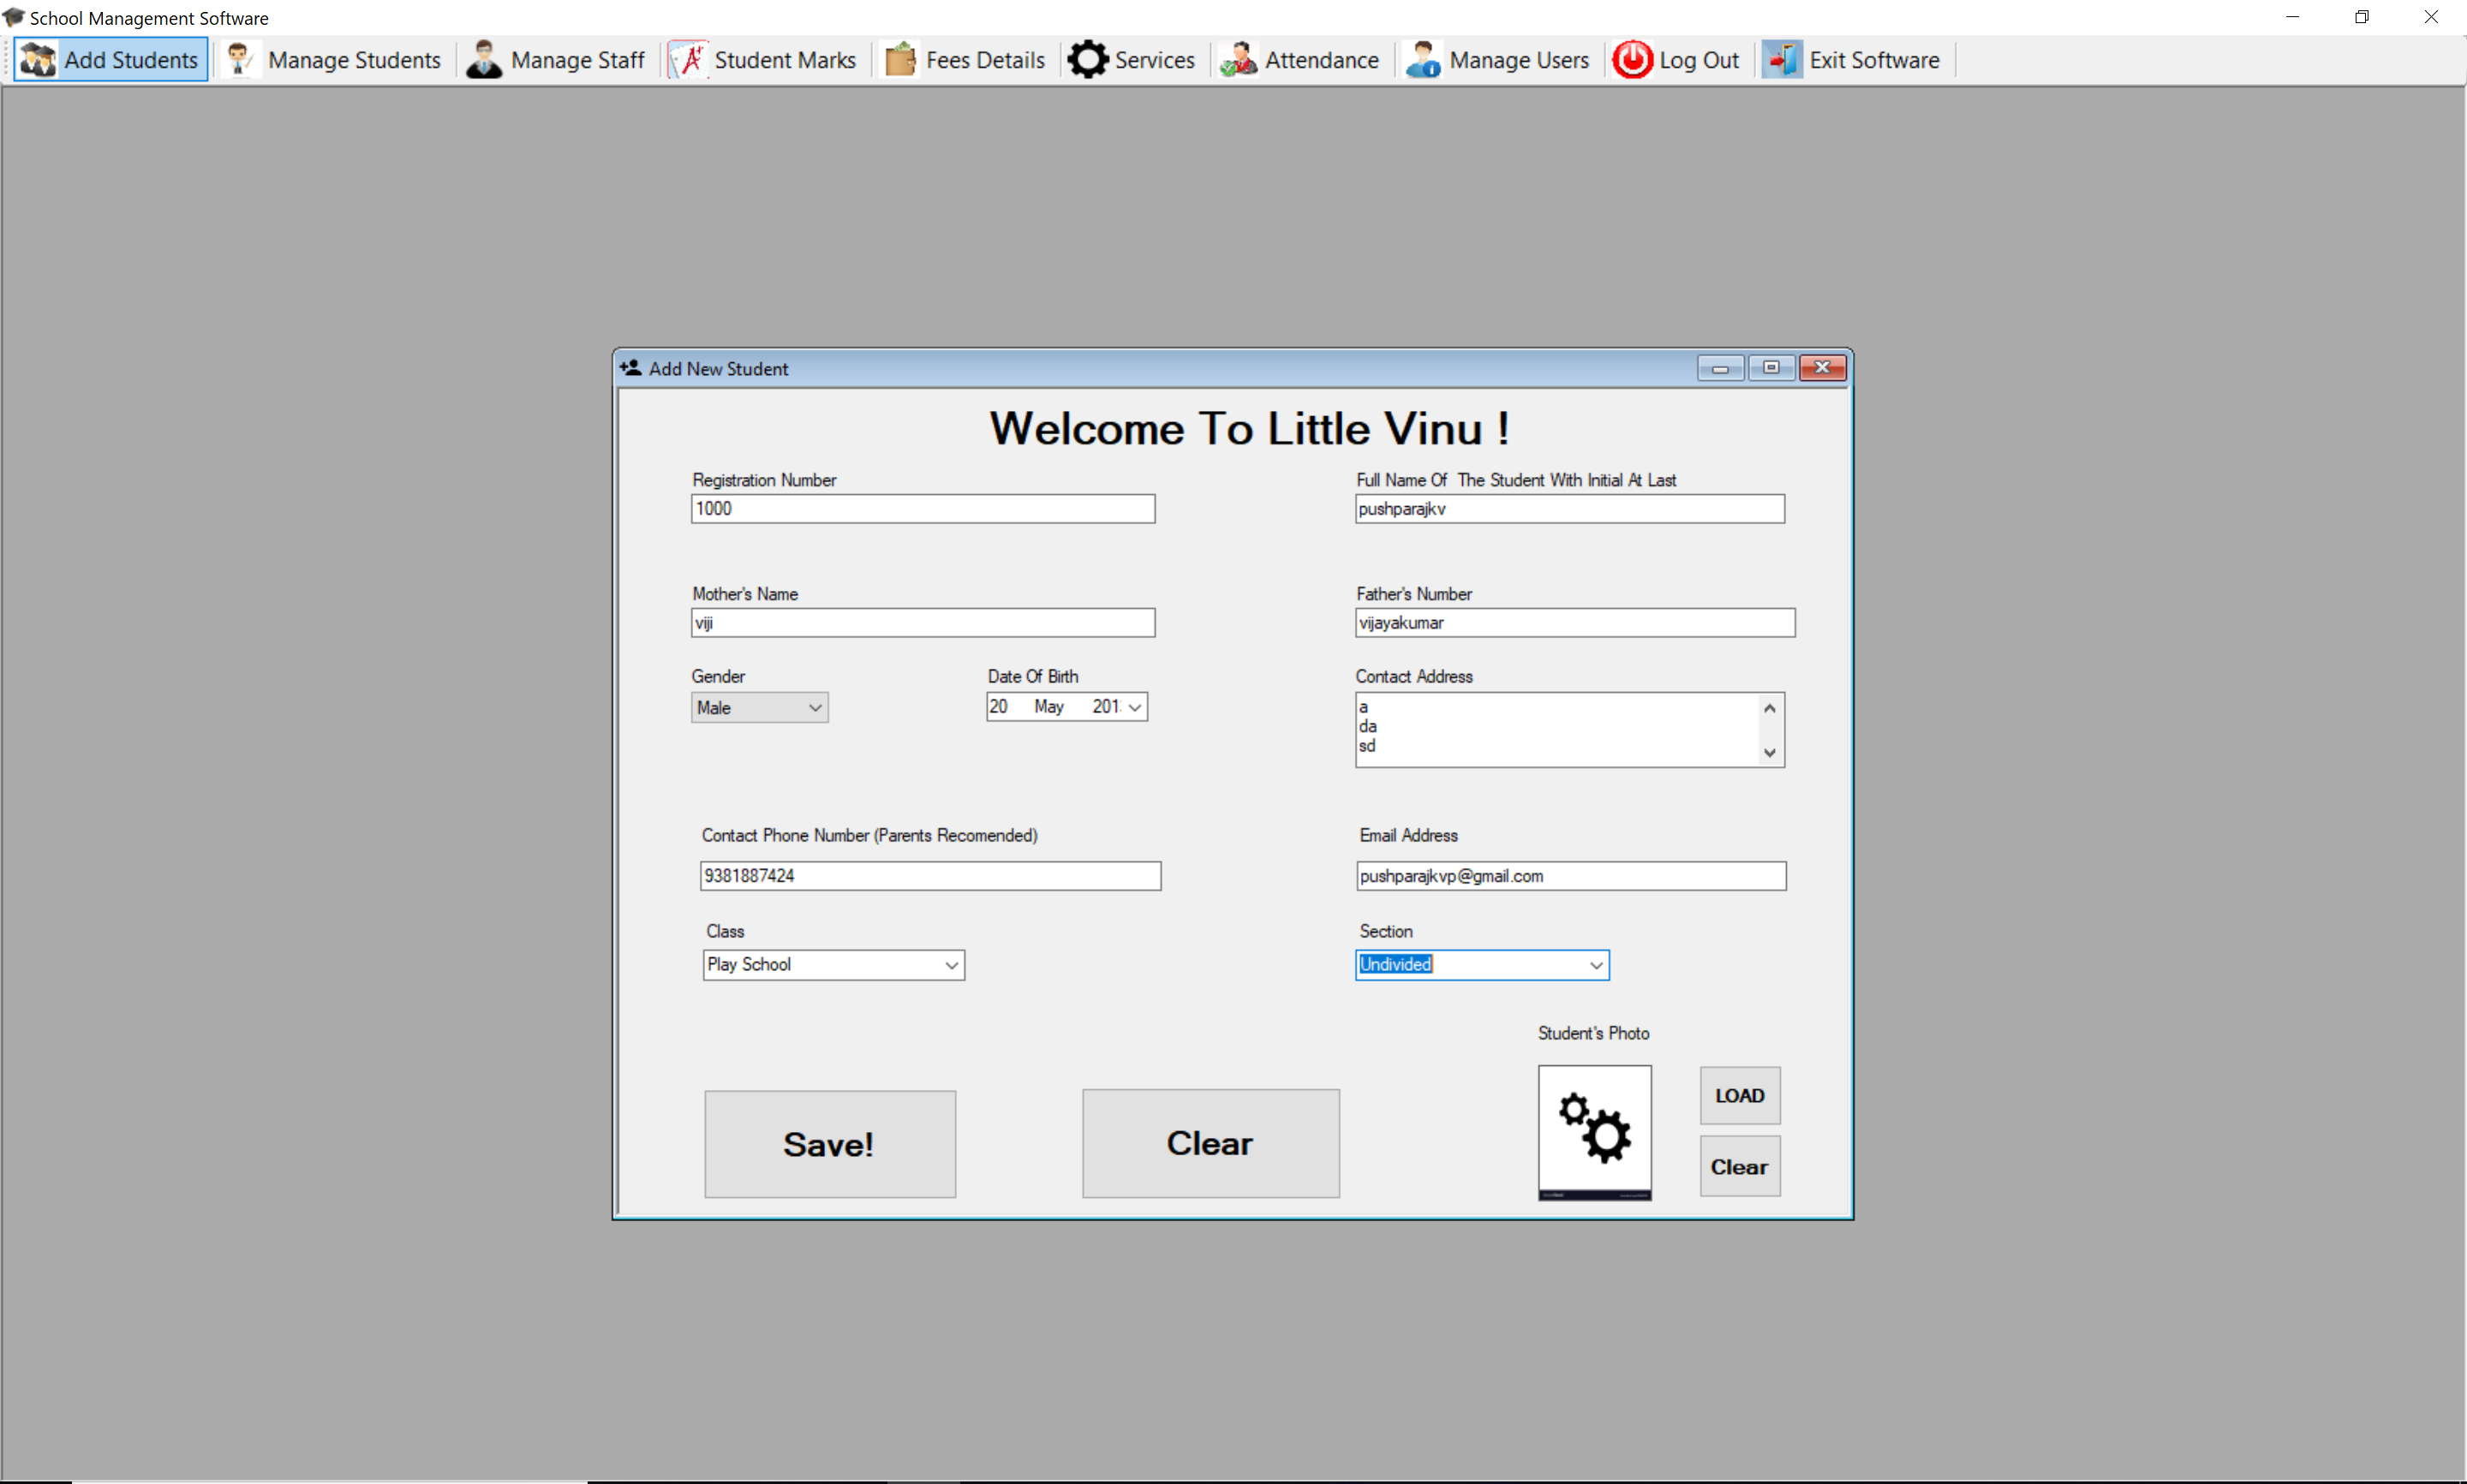 School Management Software
Add Students Manage Students Manage Staff Student Marks Fees Details Services Attendance Manage Users Log Out Exit Software
Add New Student
Welcome To Little Vinu !
Registration Number Full Name Of The Student With Initial At Last
1000 pushparajkv
Mother's Name Father's Number
viji vijayakumar
Gender Date Of Birth Contact Address
Male 20 May a
da
sd
Contact Phone Number (Parents Recomended) Email Address
9381887424 pushparajkvp@gmail.com
Class Section
Play School Undivided
Student's Photo
LOAD
Save! Clear
Clear